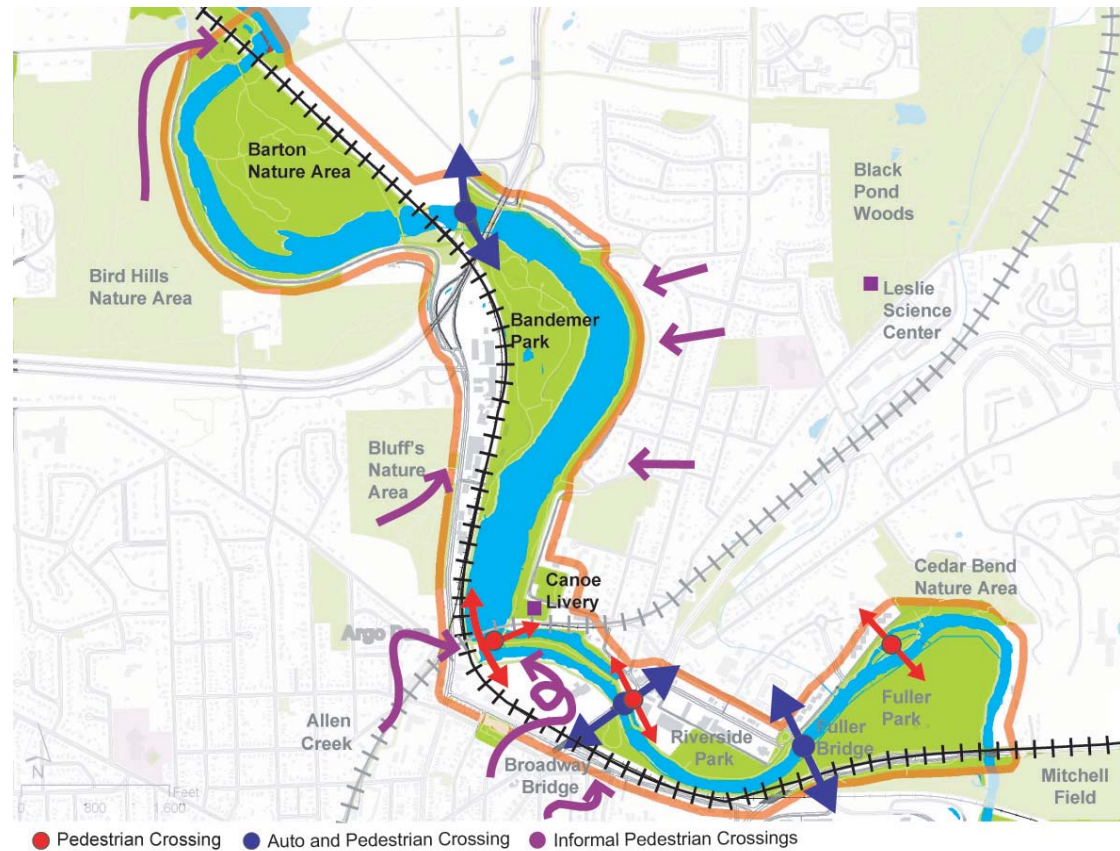 Barton
Nature Area
Black
Pond
Woods
Bird Hills
Nature Area
Leslie
Science
Center
Bandemer
Park
Bluff's
Nature
Area
Canoe
Livery
Cedar Bend
Nature Area
Argo Dam
Fuller
Park
Allen
Creek
Riverside
Park
Fuller
Bridge
Broadway
Bridge
Mitchell
Field
N
Feet
0 800 1,600
Pedestrian Crossing
Auto and Pedestrian Crossing
Informal Pedestrian Crossings